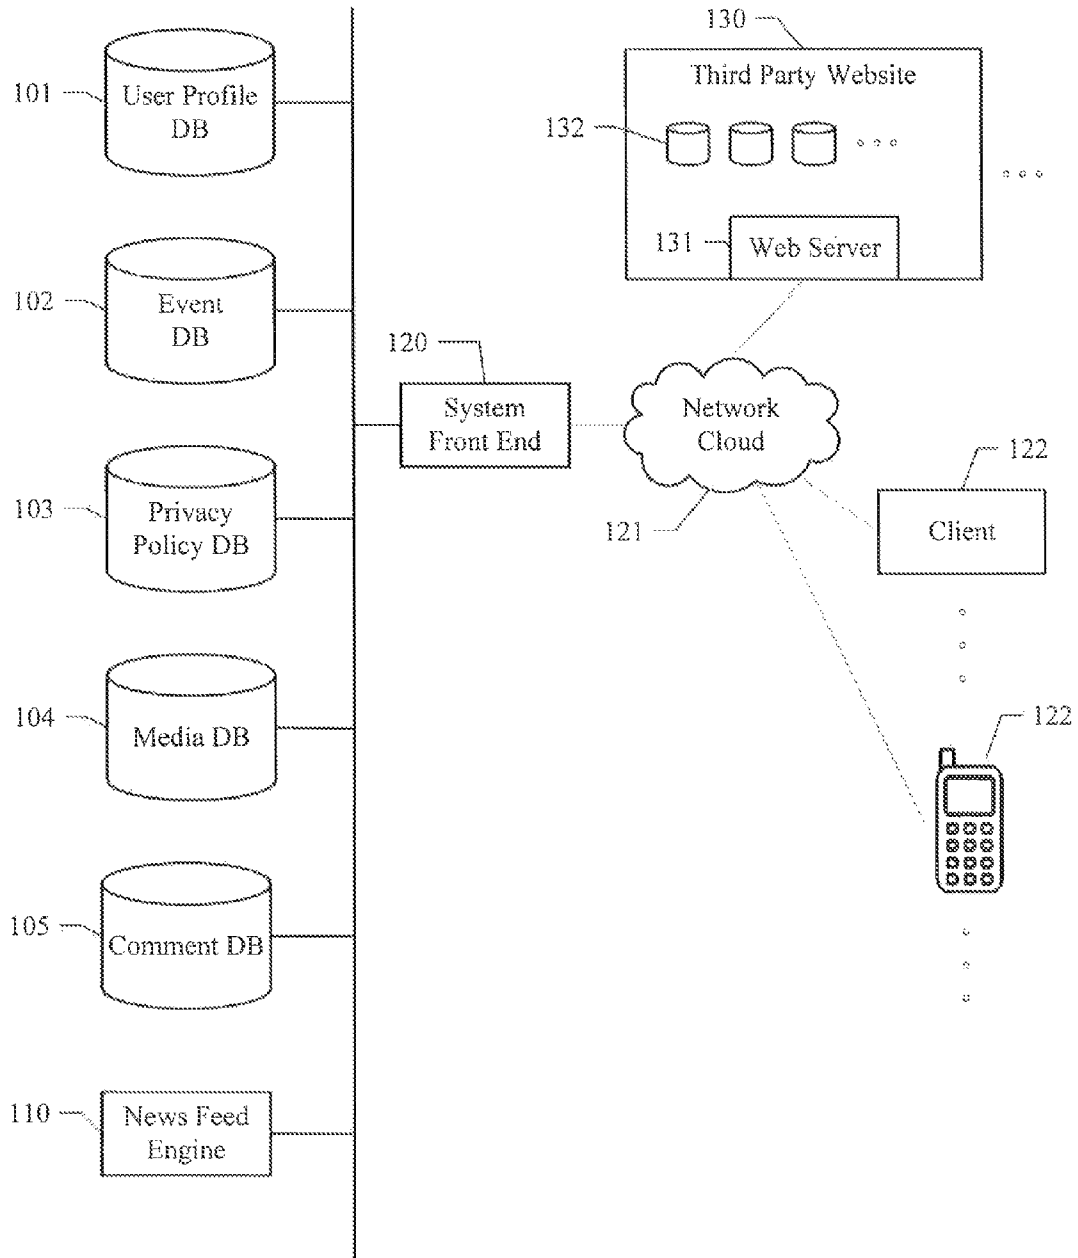 130
Third Party Website
132
131
Web Server
101
User Profile
DB
102
Event
DB
120
System
Front End
Network
Cloud
121
122
Client
103
Privacy
Policy DB
104
Media DB
122
105
Comment DB
110
News Feed
Engine